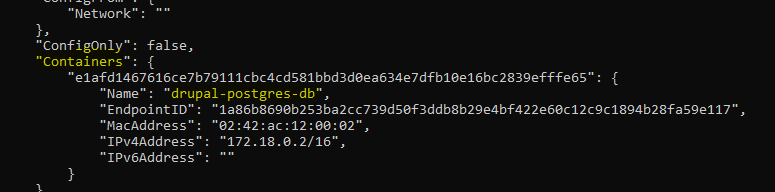 "ConfigFrom": {
"Network": ""
},
"ConfigOnly": false,
"Containers": {
"e1afd1467616ce7b79111cbc4cd581bbd3d0ea634e7dfb10e16bc2839efffe65": {
"Name": "drupal-postgres-db",
"EndpointID": "1a86b8690b253ba2cc739d50f3ddb8b29e4bf422e60c12c9c1894b28fa59e117",
"MacAddress": "02:42:ac:12:00:02",
"IPv4Address": "172.18.0.2/16",
"IPv6Address": ""
}
}